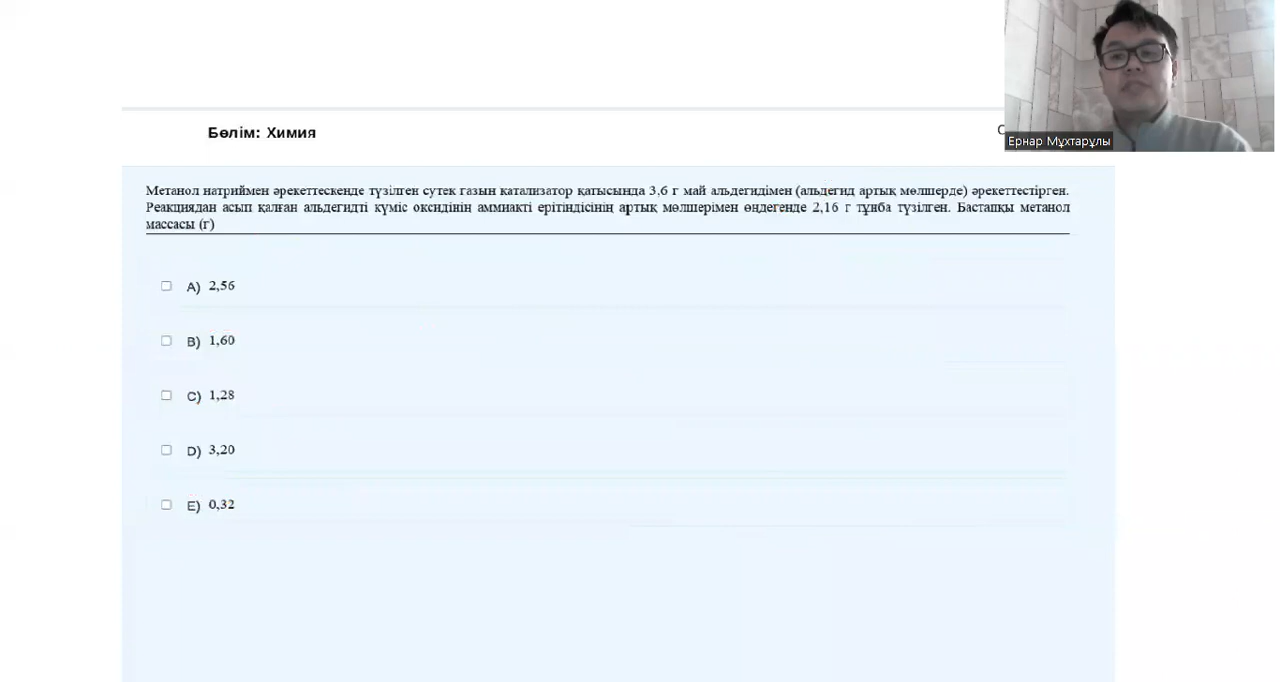 Бөлім: Химия
Ернар Мұхтарұлы
Метанол натриймен әрекеттескенде түзілген сутек газын катализатор қатысында 3,6 г май альдегидімен (альдегид артық мөлшерде) әрекеттестірген.
Реакциядан асып қалған альдегидті күміс оксидінің аммиакті ерітіндісінің артық мөлшерімен өңдегенде 2,16 г тұнба түзілген. Бастапқы метанол
массасы (г)
A) 2,56
B) 1,60
C) 1,28
D) 3,20
E) 0,32